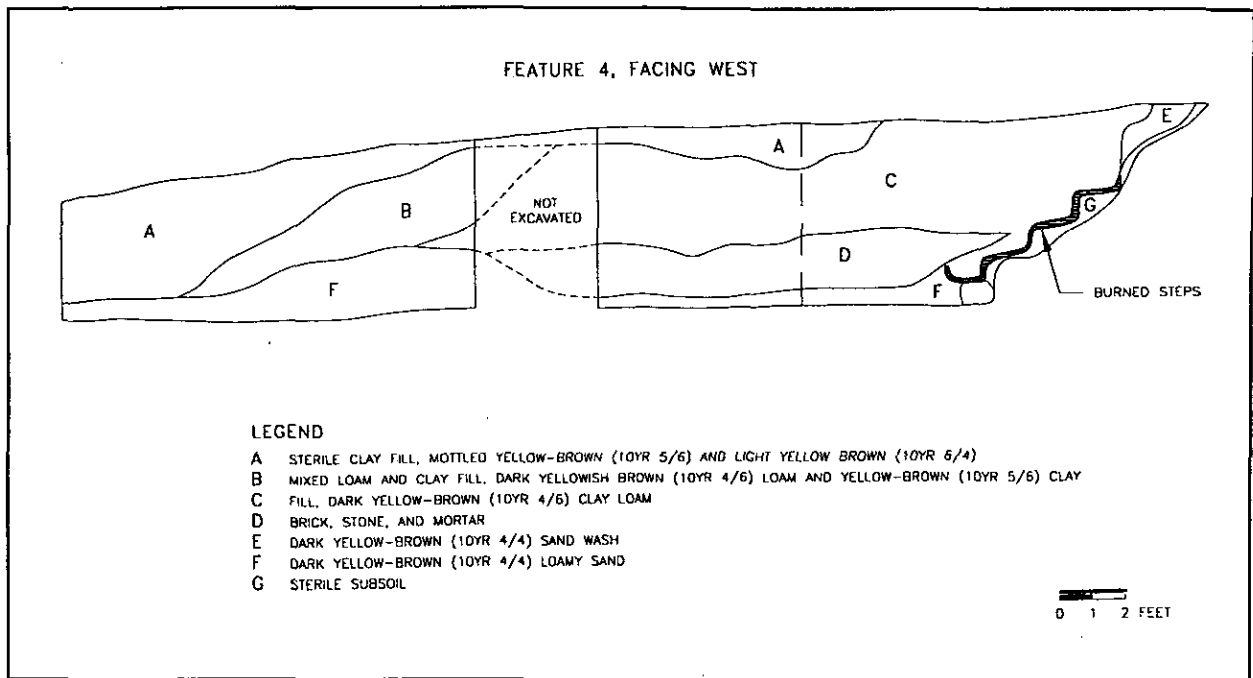 FEATURE 4, FACING WEST
E
A
C
B
NOT
EXCAVATED
G
A
D
F
F
BURNED STEPS
LEGEND
A STERILE CLAY FILL, MOTTLED YELLOW-BROWN (10YR 5/6) AND LIGHT YELLOW BROWN (10YR 6/4)
B MIXED LOAM AND CLAY FILL, DARK YELLOWISH BROWN (10YR 4/6) LOAM AND YELLOW-BROWN (10YR 5/6) CLAY
C FILL, DARK YELLOW-BROWN (10YR 4/6) CLAY LOAM
D BRICK, STONE, AND MORTAR
E DARK YELLOW-BROWN (10YR 4/4) SAND WASH
F DARK YELLOW-BROWN (10YR 4/4) LOAMY SAND
G STERILE SUBSOIL
0 1 2 FEET